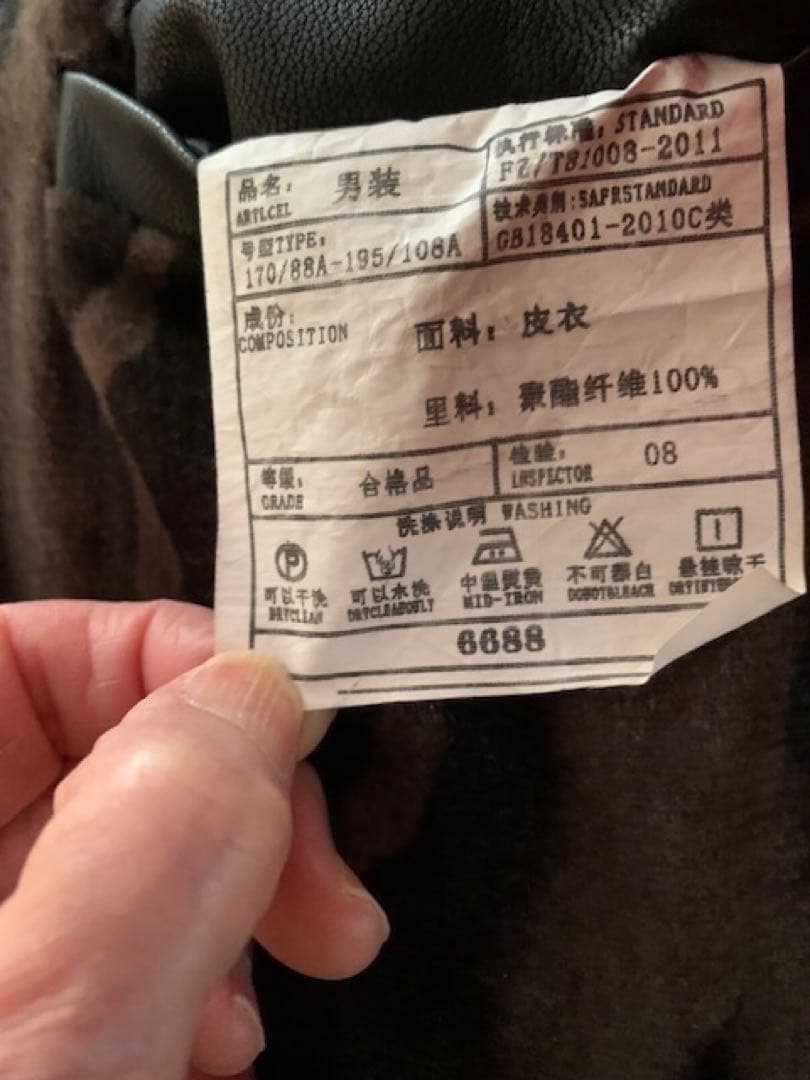 品名: 男装
ARTLCEL
执行标准: STANDARD
FZ/T81008-2011
号型TYPE:
170/88A-195/108A
技术类别:SAFRSTANDARD
GB18401-2010C类
成份:
COMPOSITION
面料: 皮衣
里料: 聚酯纤维100%
等级: 合格品
GRADE
检验: 08
INSPECTOR
洗涤说明 WASHING
P
可以干洗
DRYCLEAN
可以水洗
中温熨烫
MID-IRON
不可漂白
DONOTBLEACH
悬挂晾干
6688